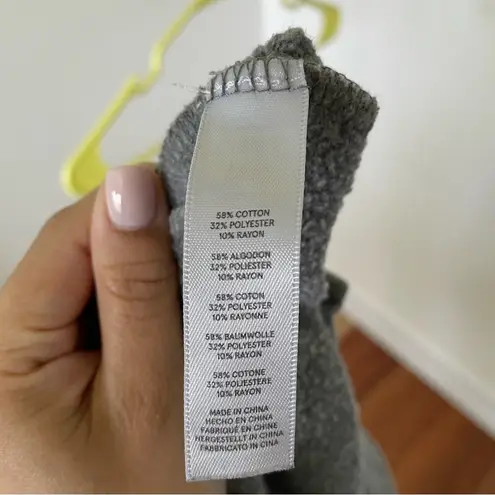 58% COTTON
32% POLYESTER
10% RAYON
58% ALGODON
32% POLIESTER
10% RAYON
58% COTON
32% POLYESTER
10% RAYONNE
58% BAUMWOLLE
32% POLYESTER
10% RAYON
58% COTONE
32% POLIESTERE
10% RAYON
MADE IN CHINA
HECHO EN CHINA
FABRIQUÉ EN CHINE
HERGESTELLT IN CHINA
FABRICATO IN CINA